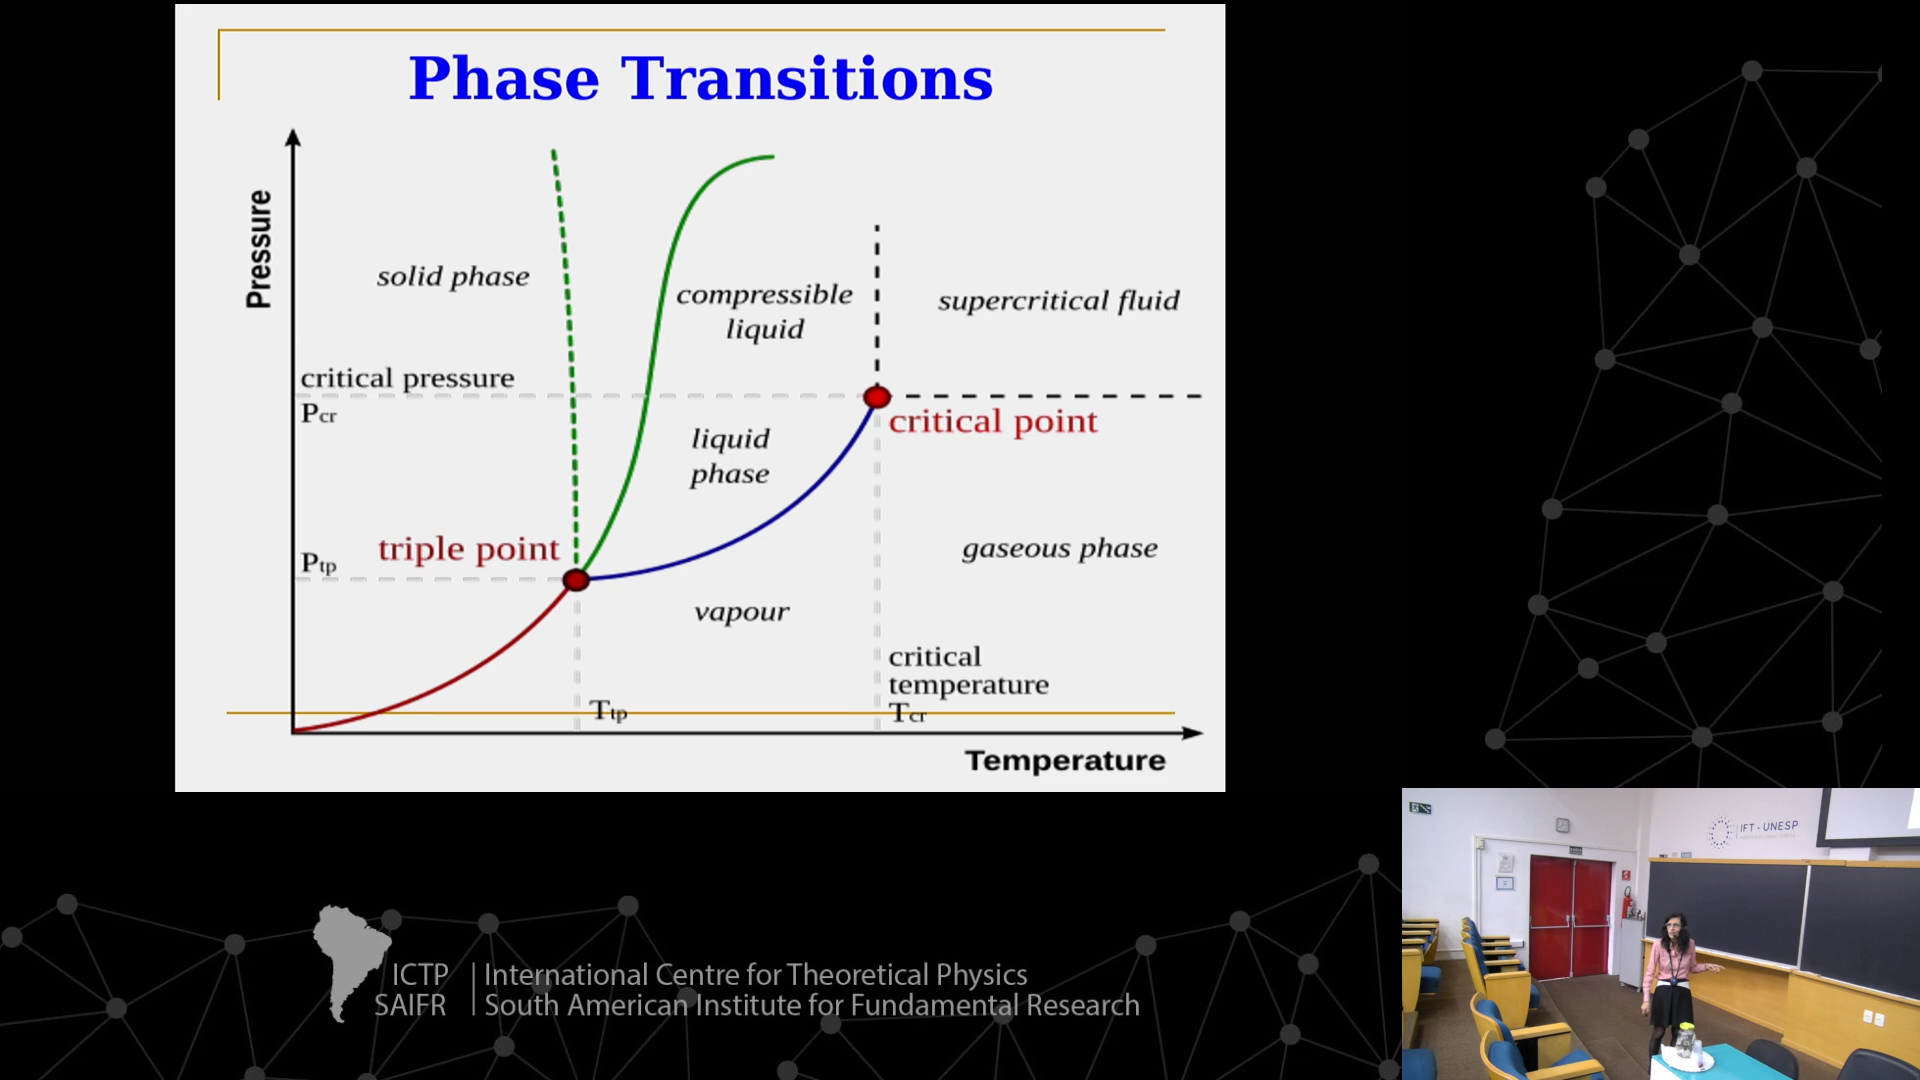 Phase Transitions
Pressure
solid phase
compressible
liquid
supercritical fluid
critical pressure
Pcr
critical point
liquid
phase
triple point
Ptp
gaseous phase
vapour
critical
temperature
Ttp
Tcr
Temperature
IFT - UNESP
ICTP | International Centre for Theoretical Physics
SAIFR | South American Institute for Fundamental Research